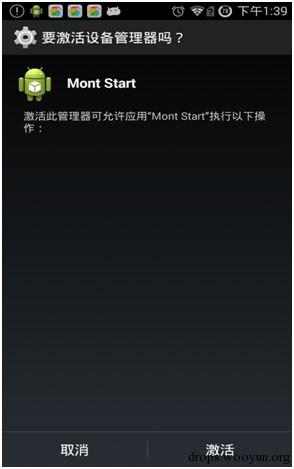 下午1:39
要激活设备管理器吗？
Mont Start
激活此管理器可允许应用“Mont Start”执行以下操
作：
取消
激活
drops.wooyun.org